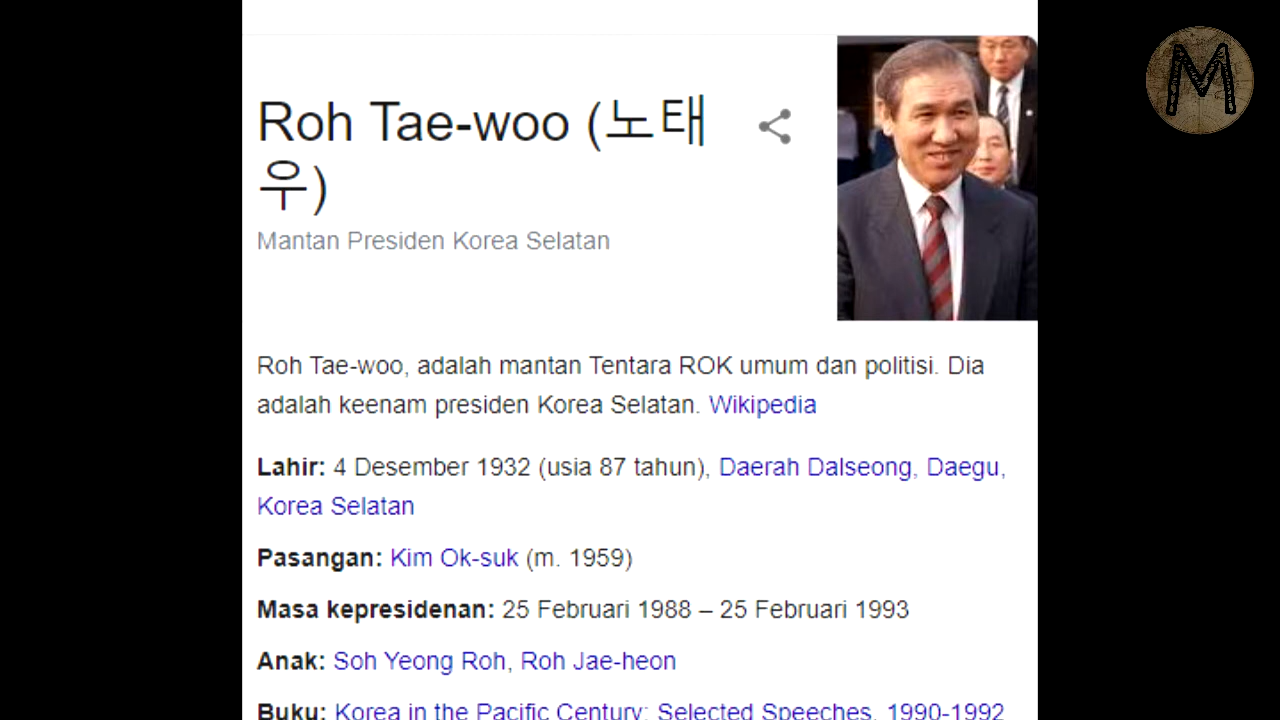 Roh Tae-woo (노태
우)
Mantan Presiden Korea Selatan
Roh Tae-woo, adalah mantan Tentara ROK umum dan politisi. Dia
adalah keenam presiden Korea Selatan. Wikipedia
Lahir: 4 Desember 1932 (usia 87 tahun), Daerah Dalseong, Daegu,
Korea Selatan
Pasangan: Kim Ok-suk (m. 1959)
Masa kepresidenan: 25 Februari 1988 – 25 Februari 1993
Anak: Soh Yeong Roh, Roh Jae-heon
Buku: Korea in the Pacific Century: Selected Speeches, 1990-1992
M